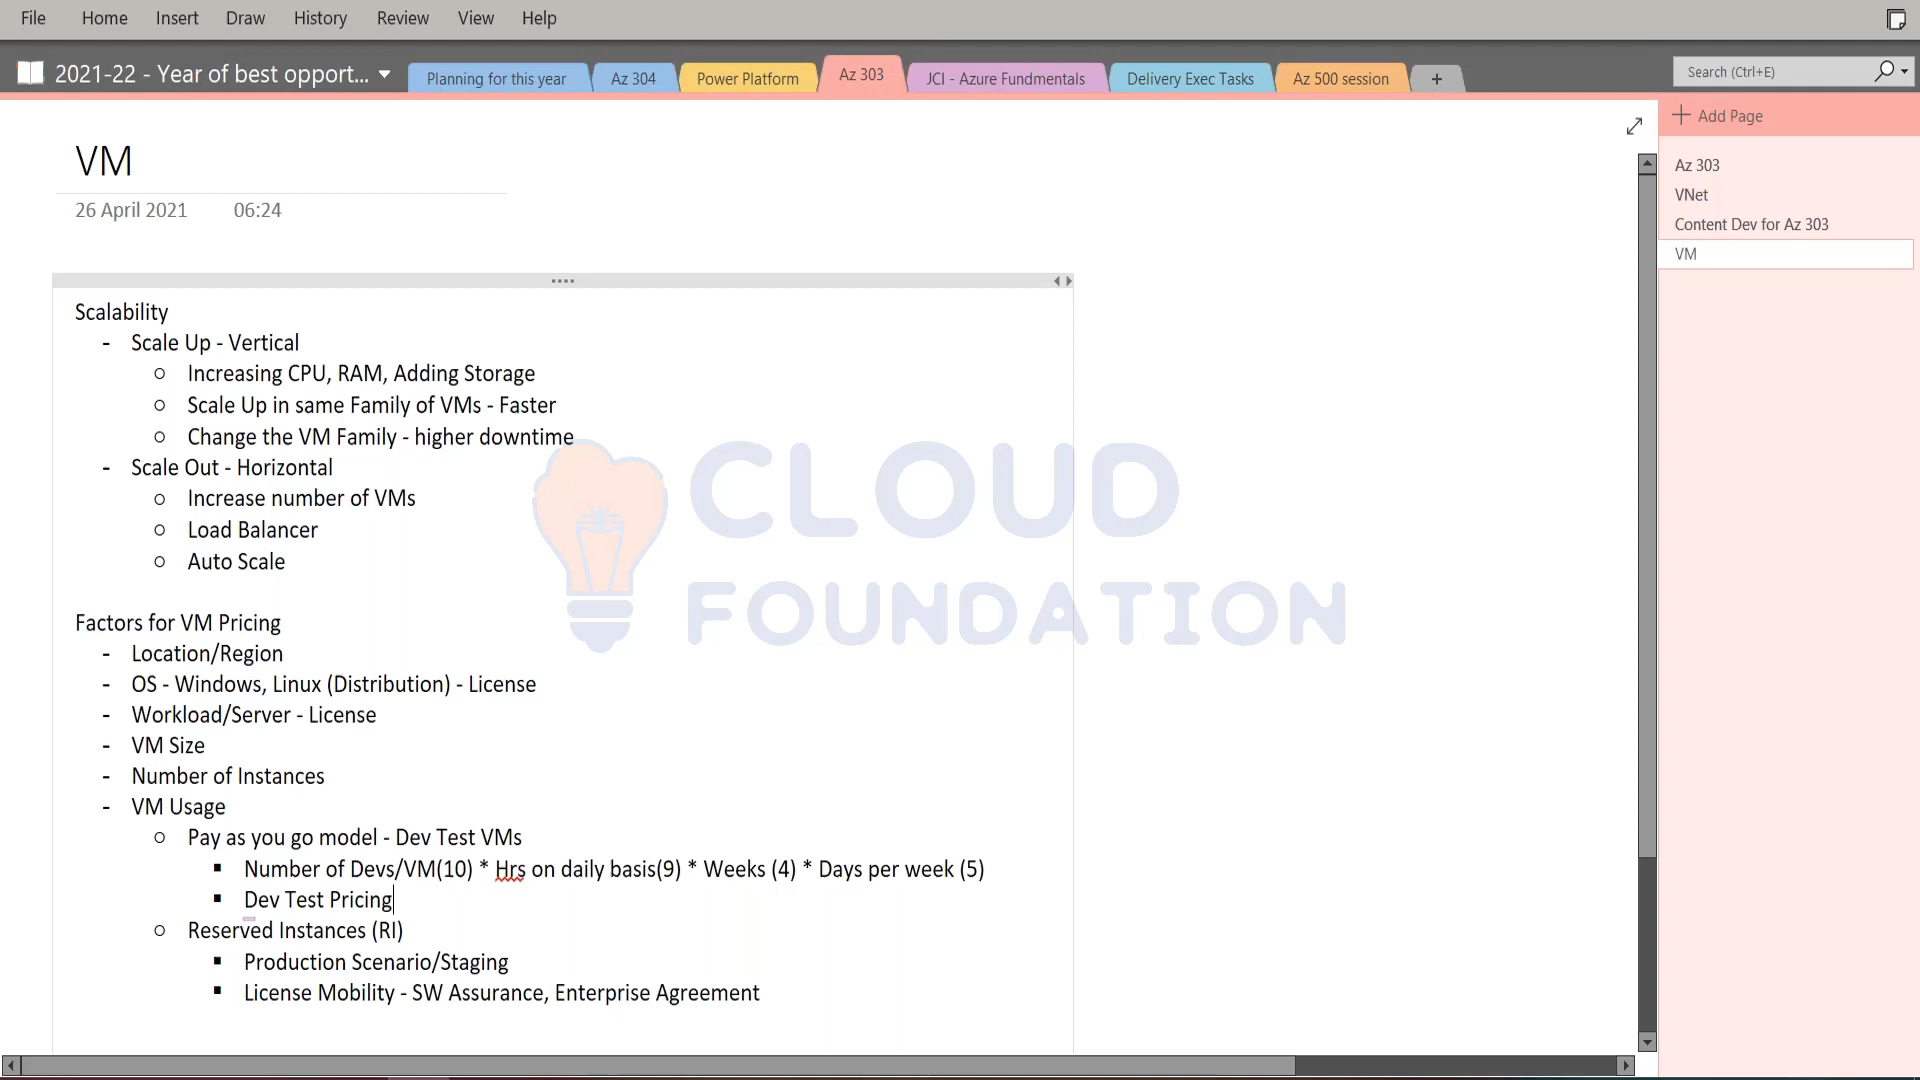 File Home Insert Draw History Review View Help
2021-22 - Year of best opport... Planning for this year Az 304 Power Platform Az 303 JCI - Azure Fundmentals Delivery Exec Tasks Az 500 session + Search (Ctrl+E)
Add Page
Az 303
VNet
Content Dev for Az 303
VM
VM
26 April 2021 06:24
Scalability
- Scale Up - Vertical
o Increasing CPU, RAM, Adding Storage
o Scale Up in same Family of VMs - Faster
o Change the VM Family - higher downtime
- Scale Out - Horizontal
o Increase number of VMs
o Load Balancer
o Auto Scale
CLOUD
FOUNDATION
Factors for VM Pricing
- Location/Region
- OS - Windows, Linux (Distribution) - License
- Workload/Server - License
- VM Size
- Number of Instances
- VM Usage
o Pay as you go model - Dev Test VMs
▪ Number of Devs/VM(10) * Hrs on daily basis(9) * Weeks (4) * Days per week (5)
▪ Dev Test Pricing
o Reserved Instances (RI)
▪ Production Scenario/Staging
▪ License Mobility - SW Assurance, Enterprise Agreement